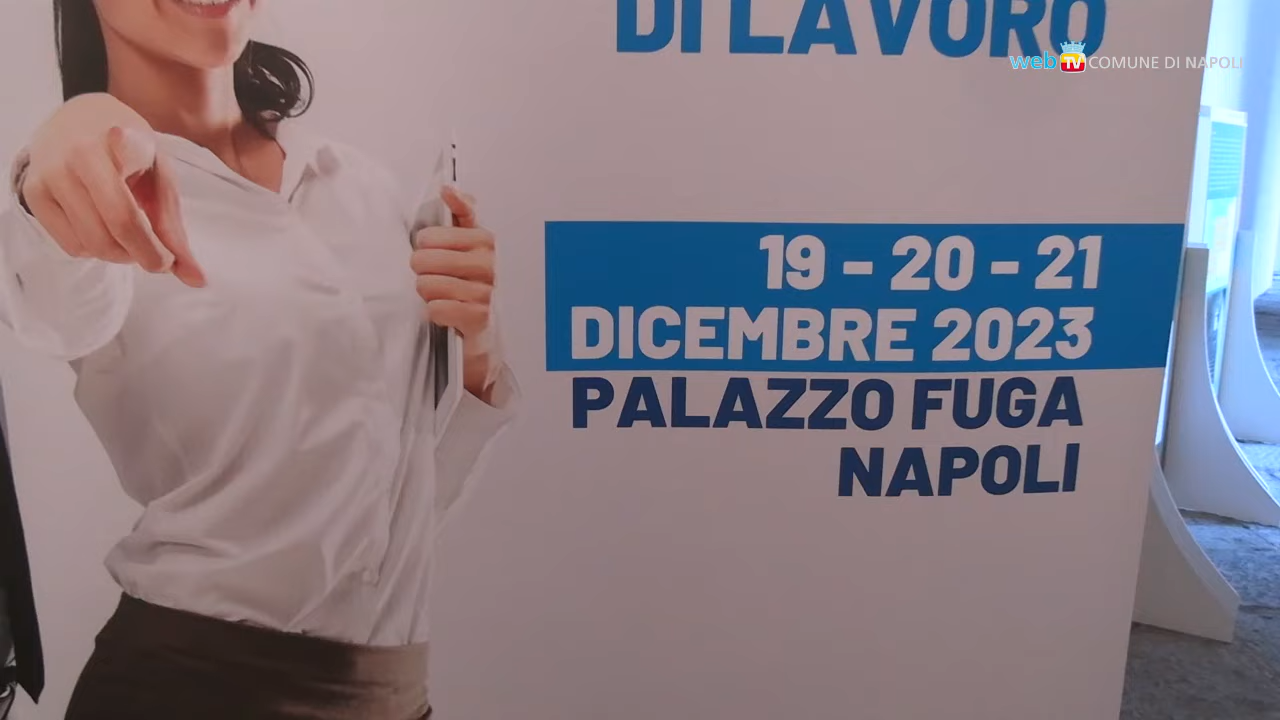 DI LAVORO
web TV COMUNE DI NAPOLI
19 - 20 - 21
DICEMBRE 2023
PALAZZO FUGA
NAPOLI